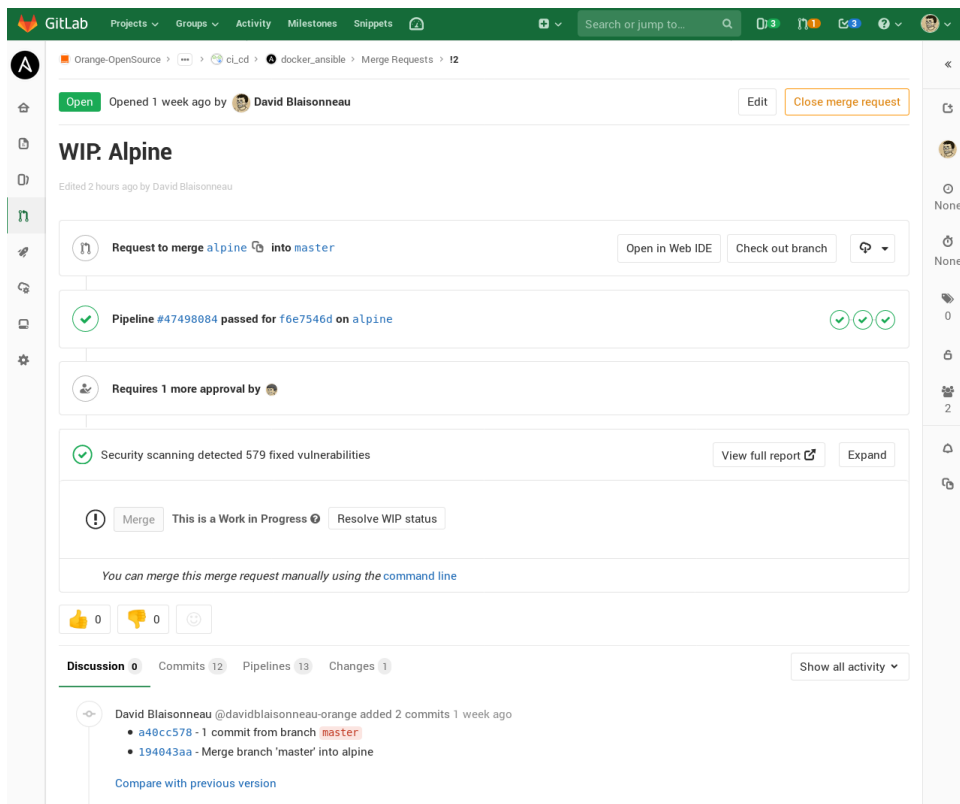 GitLab Projects Groups Activity Milestones Snippets Search or jump to... 3 1 3
Orange-OpenSource > ... > ci_cd > docker_ansible > Merge Requests > !2
Open Opened 1 week ago by David Blaisonneau Edit Close merge request
WIP: Alpine
Edited 2 hours ago by David Blaisonneau
None
Request to merge alpine into master Open in Web IDE Check out branch
None
Pipeline #47498084 passed for f6e7546d on alpine
0
Requires 1 more approval by
2
Security scanning detected 579 fixed vulnerabilities View full report Expand
Merge This is a Work in Progress Resolve WIP status
You can merge this merge request manually using the command line
👍 0 👎 0
Discussion 0 Commits 12 Pipelines 13 Changes 1 Show all activity
David Blaisonneau @davidblaisonneau-orange added 2 commits 1 week ago
• a40cc578 - 1 commit from branch master
• 194043aa - Merge branch 'master' into alpine
Compare with previous version